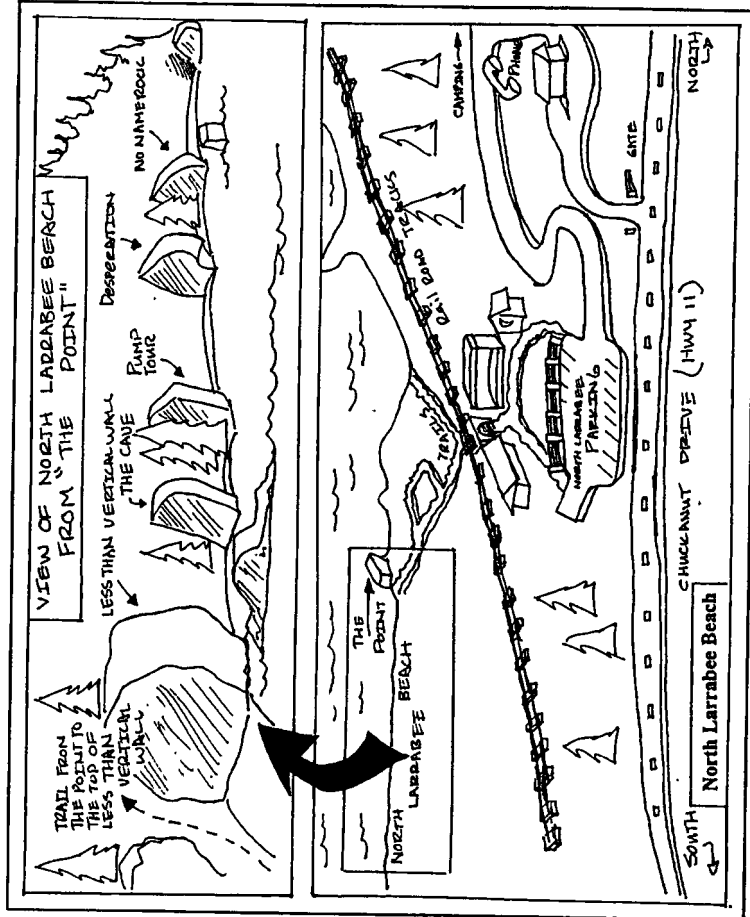 VIEW OF NORTH LARRABEE BEACH
FROM "THE POINT"
TRAIL FROM
THE POINT TO
THE TOP OF
LESS THAN
VERTICAL
WALL
LESS THAN VERTICAL WALL
THE CAVE
PUMP
TOUR
DESPERATION
NO NAME ROCK
THE
POINT
NORTH
LARRABEE
BEACH
TRAILS
RAIL ROAD TRACKS
CAMPING
PHONE
NORTH LARRABEE
PARKING
GATE
SOUTH
CHUCKANUT DRIVE (HWY 11)
NORTH
North Larrabee Beach